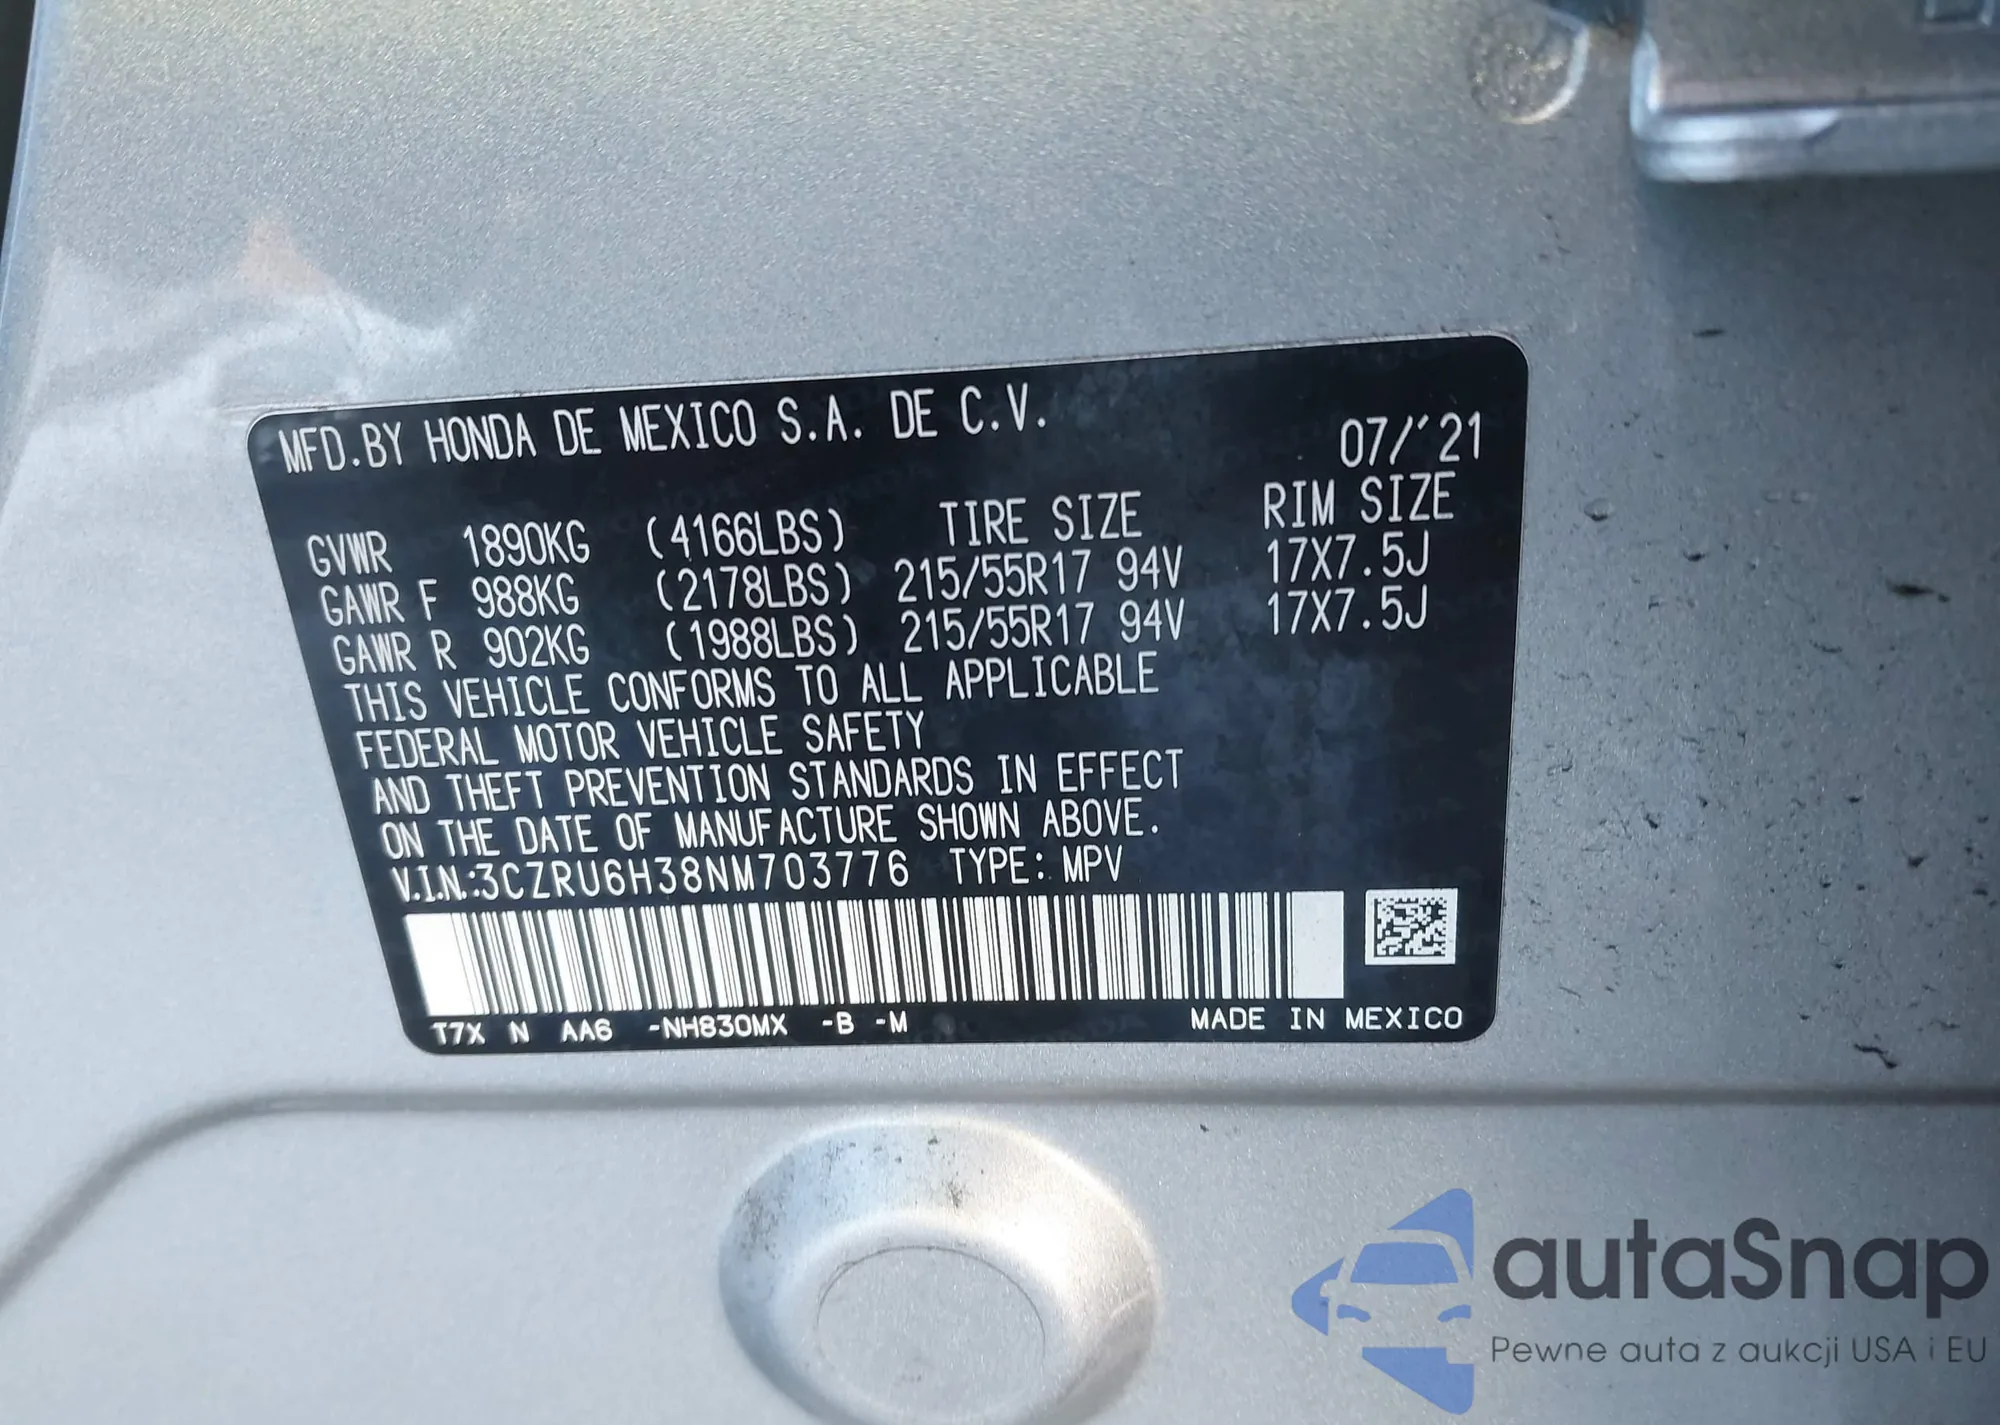 MFD.BY HONDA DE MEXICO S.A. DE C.V.
07/'21
GVWR 1890KG (4166LBS) TIRE SIZE RIM SIZE
GAWR F 988KG (2178LBS) 215/55R17 94V 17X7.5J
GAWR R 902KG (1988LBS) 215/55R17 94V 17X7.5J
THIS VEHICLE CONFORMS TO ALL APPLICABLE
FEDERAL MOTOR VEHICLE SAFETY
AND THEFT PREVENTION STANDARDS IN EFFECT
ON THE DATE OF MANUFACTURE SHOWN ABOVE.
V.I.N.:3CZRU6H38NM703776 TYPE: MPV
T7X N AA6 -NH830MX -B -M MADE IN MEXICO
autaSnap
Pewne auta z aukcji USA i EU